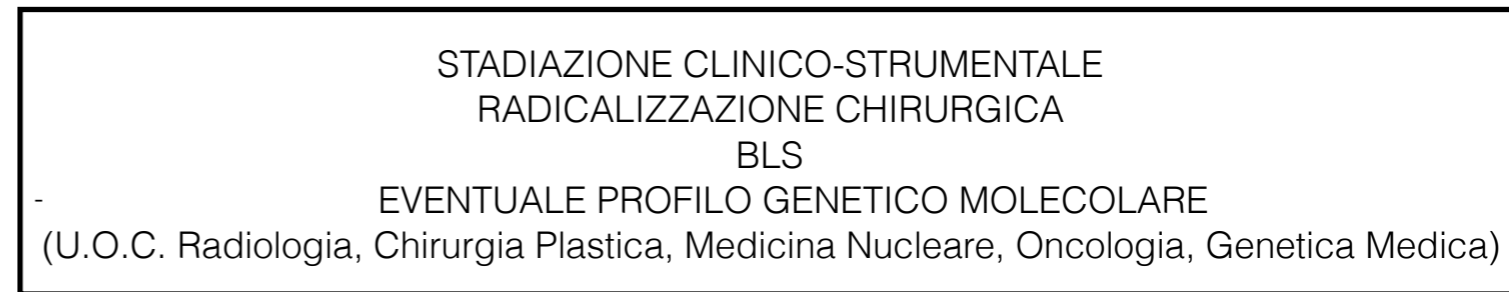 STADIAZIONE CLINICO-STRUMENTALE
RADICALIZZAZIONE CHIRURGICA
BLS
- EVENTUALE PROFILO GENETICO MOLECOLARE
(U.O.C. Radiologia, Chirurgia Plastica, Medicina Nucleare, Oncologia, Genetica Medica)